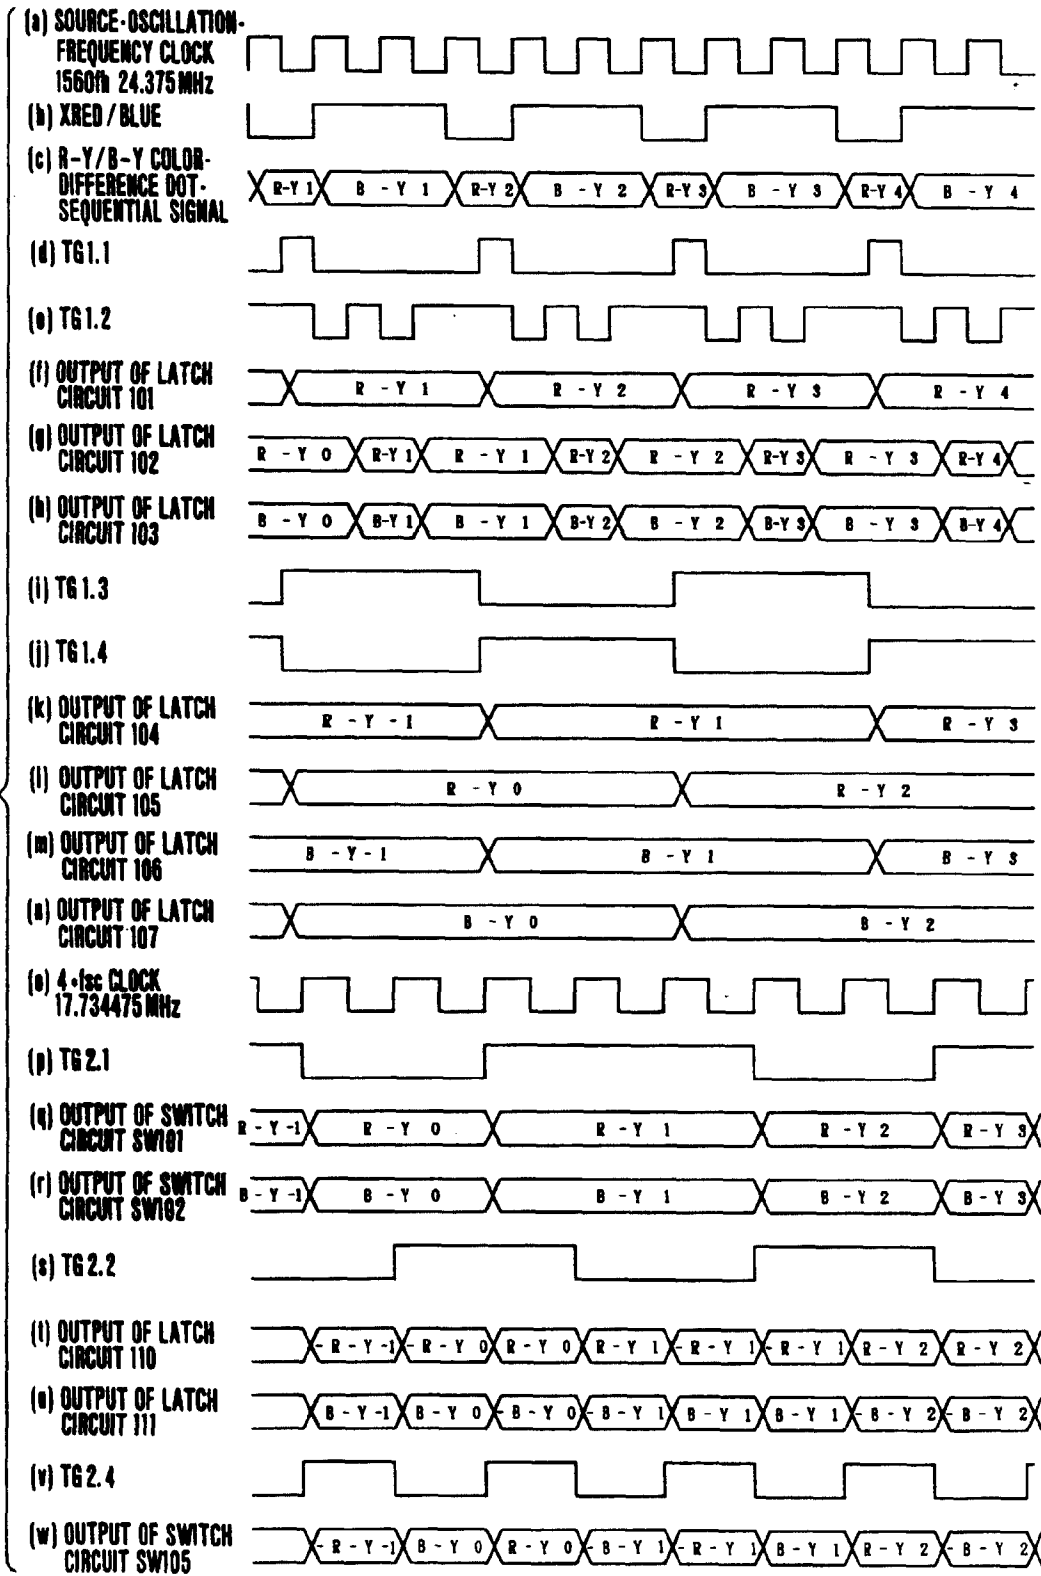 (a) SOURCE-OSCILLATION-
FREQUENCY CLOCK
1560fh 24.375MHz
(b) XRED/BLUE
(c) R-Y/B-Y COLOR-
DIFFERENCE DOT-
SEQUENTIAL SIGNAL
R-Y 1 B - Y 1 R-Y 2 B - Y 2 R-Y 3 B - Y 3 R-Y 4 B - Y 4
(d) TG1.1
(e) TG1.2
(f) OUTPUT OF LATCH
CIRCUIT 101
R - Y 1 R - Y 2 R - Y 3 R - Y 4
(g) OUTPUT OF LATCH
CIRCUIT 102
R - Y 0 R-Y 1 R - Y 1 R-Y 2 R - Y 2 R-Y 3 R - Y 3 R-Y 4
(h) OUTPUT OF LATCH
CIRCUIT 103
B - Y 0 B-Y 1 B - Y 1 B-Y 2 B - Y 2 B-Y 3 B - Y 3 B-Y 4
(i) TG1.3
(j) TG1.4
(k) OUTPUT OF LATCH
CIRCUIT 104
R - Y -1 R - Y 1 R - Y 3
(l) OUTPUT OF LATCH
CIRCUIT 105
R - Y 0 R - Y 2
(m) OUTPUT OF LATCH
CIRCUIT 106
B - Y -1 B - Y 1 B - Y 3
(n) OUTPUT OF LATCH
CIRCUIT 107
B - Y 0 B - Y 2
(o) 4•fsc CLOCK
17.734475MHz
(p) TG2.1
(q) OUTPUT OF SWITCH
CIRCUIT SW101
R - Y -1 R - Y 0 R - Y 1 R - Y 2 R - Y 3
(r) OUTPUT OF SWITCH
CIRCUIT SW102
B - Y -1 B - Y 0 B - Y 1 B - Y 2 B - Y 3
(s) TG2.2
(t) OUTPUT OF LATCH
CIRCUIT 110
- R - Y -1 - R - Y 0 R - Y 0 R - Y 1 - R - Y 1 - R - Y 1 R - Y 2 R - Y 2
(u) OUTPUT OF LATCH
CIRCUIT 111
B - Y -1 B - Y 0 - B - Y 0 - B - Y 1 B - Y 1 B - Y 1 - B - Y 2 - B - Y 2
(v) TG2.4
(w) OUTPUT OF SWITCH
CIRCUIT SW105
- R - Y -1 B - Y 0 R - Y 0 - B - Y 1 - R - Y 1 B - Y 1 R - Y 2 - B - Y 2